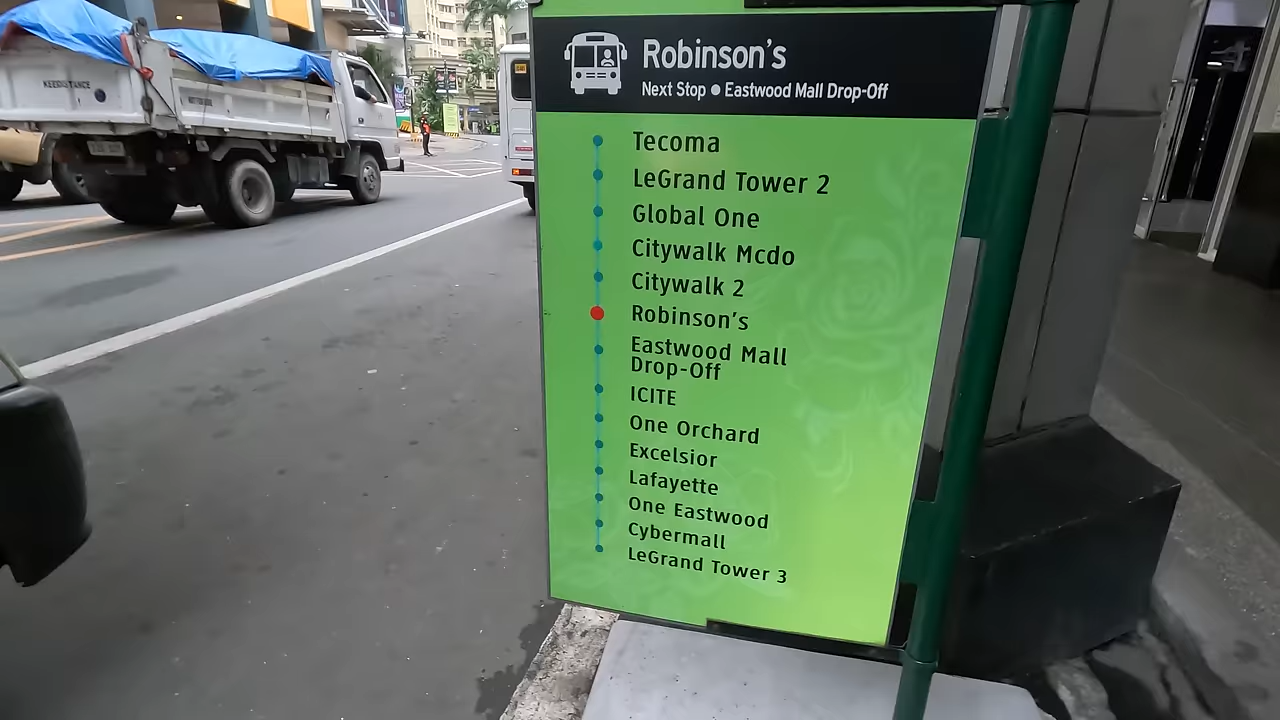 Robinson's
Next Stop ● Eastwood Mall Drop-Off
Tecoma
LeGrand Tower 2
Global One
Citywalk Mcdo
Citywalk 2
Robinson's
Eastwood Mall
Drop-Off
ICITE
One Orchard
Excelsior
Lafayette
One Eastwood
Cybermall
LeGrand Tower 3